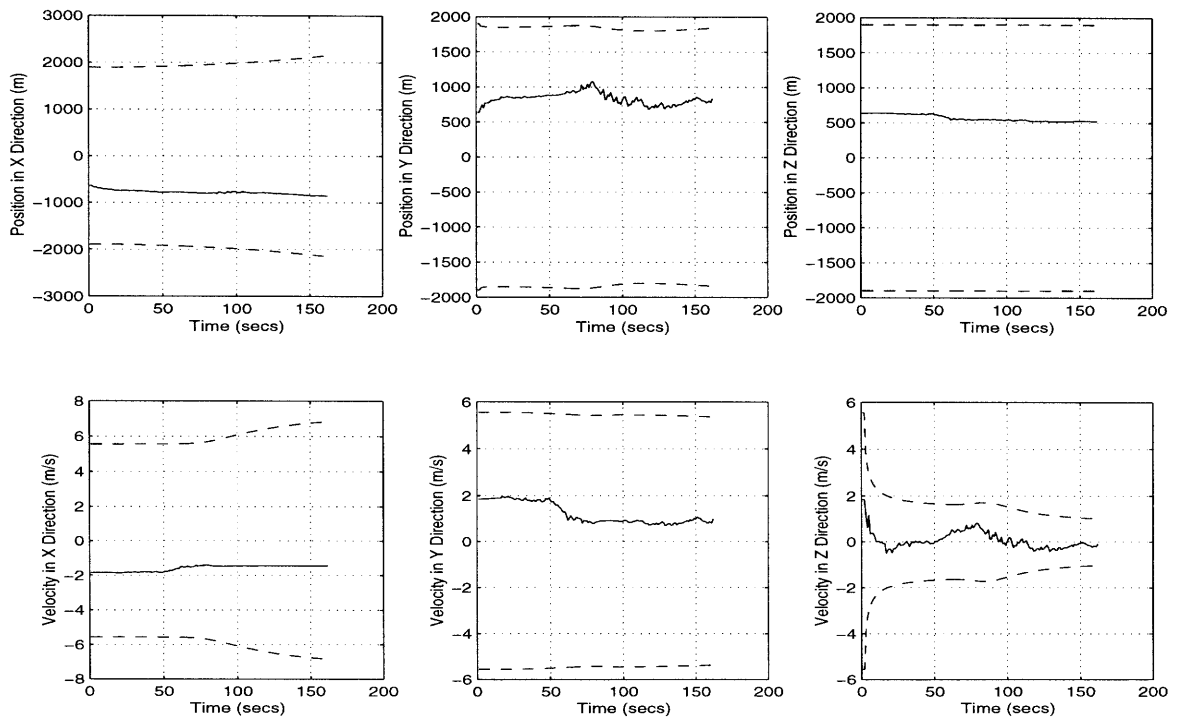 Position in X Direction (m)
3000
2000
1000
0
−1000
−2000
−3000
0 50 100 150 200
Time (secs)
Position in Y Direction (m)
2000
1500
1000
500
0
−500
−1000
−1500
−2000
0 50 100 150 200
Time (secs)
Position in Z Direction (m)
2000
1500
1000
500
0
−500
−1000
−1500
−2000
0 50 100 150 200
Time (secs)
Velocity in X Direction (m/s)
8
6
4
2
0
−2
−4
−6
−8
0 50 100 150 200
Time (secs)
Velocity in Y Direction (m/s)
6
4
2
0
−2
−4
−6
0 50 100 150 200
Time (secs)
Velocity in Z Direction (m/s)
6
4
2
0
−2
−4
−6
0 50 100 150 200
Time (secs)